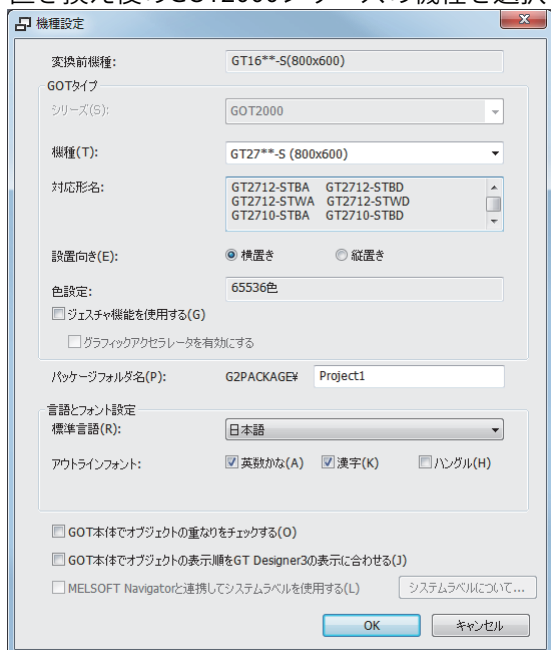 置き換え後のGOT2000シリーズの機種を選択
機種設定
変換前機種: GT16**-S(800x600)
GOTタイプ
シリーズ(S): GOT2000
機種(T): GT27**-S (800x600)
対応形名: GT2712-STBA GT2712-STBD
GT2712-STWA GT2712-STWD
GT2710-STBA GT2710-STBD
設置向き(E): 横置き 縦置き
色設定: 65536色
ジェスチャ機能を使用する(G)
グラフィックアクセラレータを有効にする
パッケージフォルダ名(P): G2PACKAGE¥ Project1
言語とフォント設定
標準言語(R): 日本語
アウトラインフォント: 英数かな(A) 漢字(K) ハングル(H)
GOT本体でオブジェクトの重なりをチェックする(O)
GOT本体でオブジェクトの表示順をGT Designer3の表示に合わせる(J)
MELSOFT Navigatorと連携してシステムラベルを使用する(L) システムラベルについて...
OK キャンセル